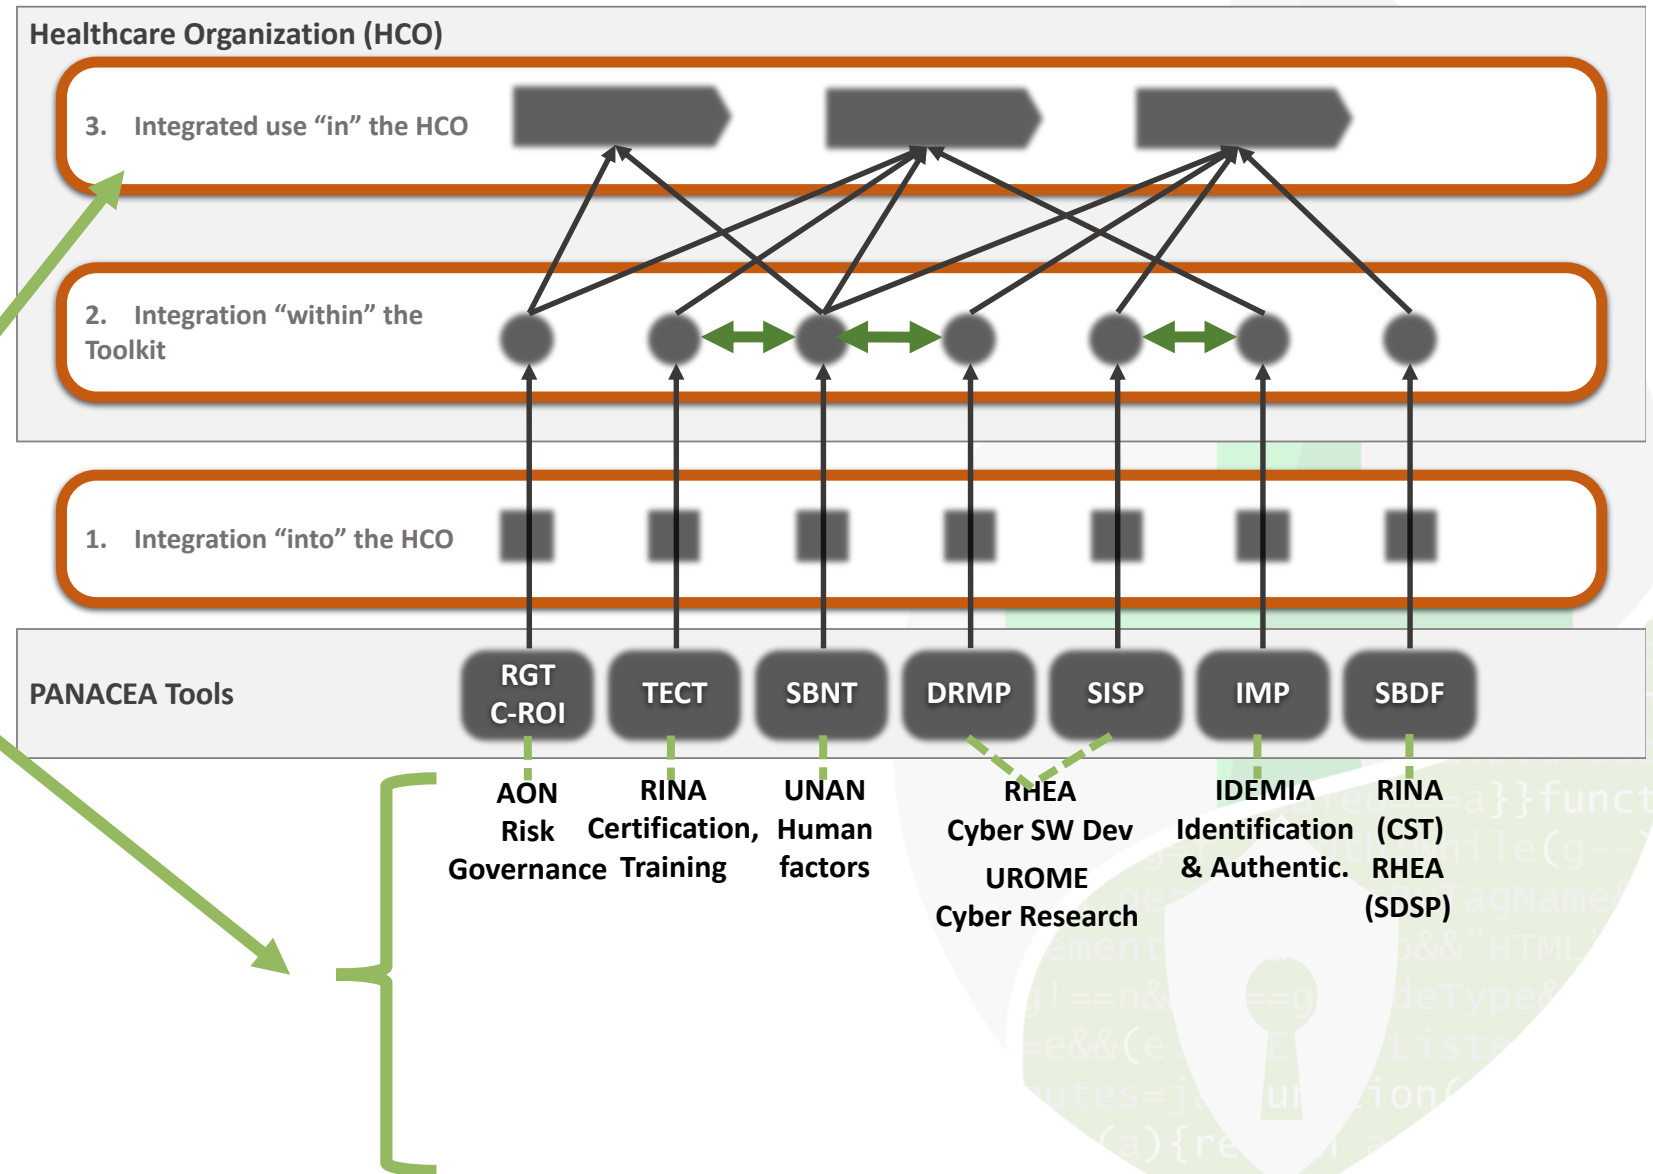 Healthcare Organization (HCO)
3. Integrated use “in” the HCO
2. Integration “within” the
Toolkit
1. Integration “into” the HCO
PANACEA Tools
RGT
C-ROI
TECT
SBNT
DRMP
SISP
IMP
SBDF
AON
Risk
Governance
RINA
Certification,
Training
UNAN
Human
factors
RHEA
Cyber SW Dev
UROME
Cyber Research
IDEMIA
Identification
& Authentic.
RINA
(CST)
RHEA
(SDSP)